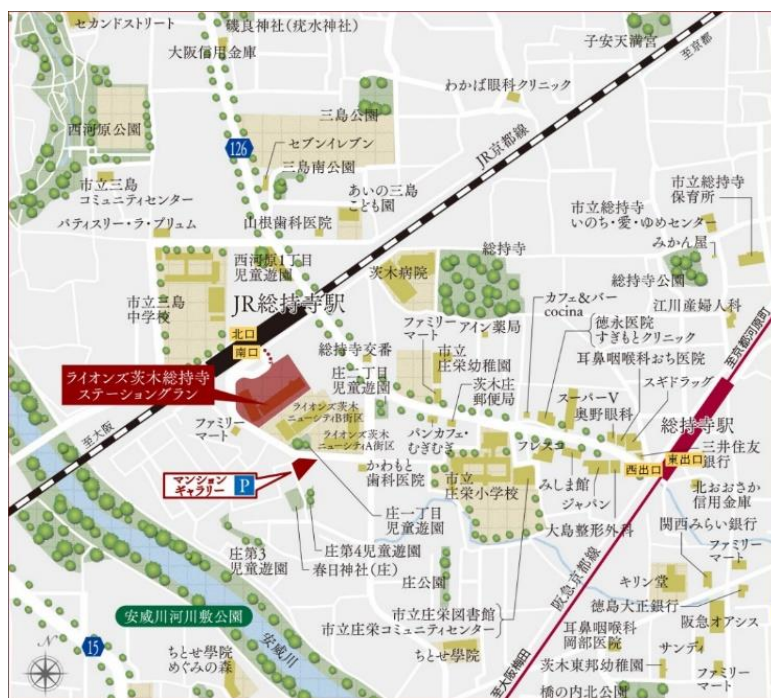 セカンドストリート
磯良神社(疣水神社)
大阪信用金庫
子安天満宮
至京都
わかば眼科クリニック
三島公園
西河原公園
JR京都線
126
セブンイレブン
三島南公園
市立三島
コミュニティセンター
あいの三島
こども園
市立総持寺
保育所
パティスリー・ラ・プリュム
山根歯科医院
市立総持寺
いのち・愛・ゆめセンター
みかん屋
西河原1丁目
児童遊園
茨木病院
総持寺
総持寺公園
市立三島
中学校
JR総持寺駅
北口
南口
カフェ&バー
cocina
江川産婦人科
至京都河原町
ファミリー
マート
アイン薬局
徳永医院
すぎもとクリニック
総持寺交番
市立
庄栄幼稚園
耳鼻咽喉科おち医院
ライオンズ茨木総持寺
ステーショングラン
庄一丁目
児童遊園
茨木庄
郵便局
スーパーV
スギドラッグ
奥野眼科
総持寺駅
至大阪
ファミリー
マート
ライオンズ茨木
ニューシティB街区
ライオンズ茨木
ニューシティA街区
パンカフェ・
むぎむぎ
フレスコ
三井住友
銀行
東出口
西出口
マンション
ギャラリー
P
かわもと
歯科医院
市立
庄栄小学校
みしま館
ジャパン
北おおさか
信用金庫
庄一丁目
児童遊園
大島整形外科
関西みらい銀行
庄第3
児童遊園
庄第4児童遊園
春日神社(庄)
庄公園
阪急京都線
ファミリー
マート
キリン堂
安威川河川敷公園
市立庄栄図書館
市立庄栄コミュニティセンター
徳島大正銀行
阪急オアシス
耳鼻咽喉科
岡部医院
15
安威川
ちとせ學院
めぐみの森
ちとせ學院
サンディ
茨木東邦幼稚園
ファミリー
マート
N
至大阪梅田
橋の内北公園